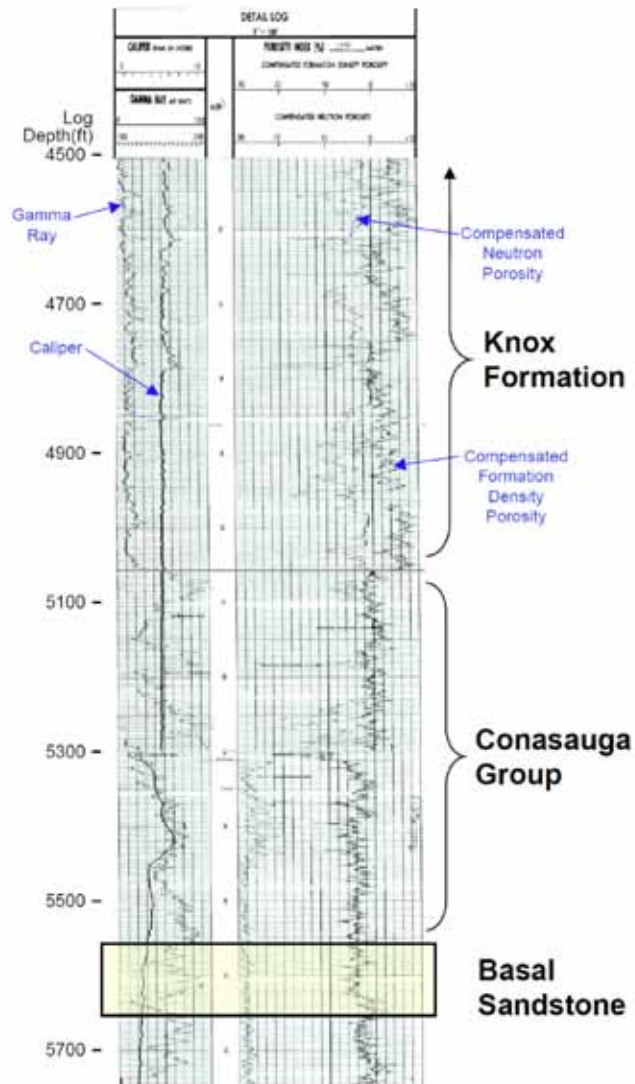 DETAIL LOG
CALIPER
POROSITY INDEX (%)
COMPENSATED FORMATION DENSITY POROSITY
GAMMA RAY
COMPENSATED NEUTRON POROSITY
Log
Depth(ft)
4500
Gamma
Ray
Compensated
Neutron
Porosity
4700
Caliper
Knox
Formation
4900
Compensated
Formation
Density
Porosity
5100
5300
Conasauga
Group
5500
Basal
Sandstone
5700